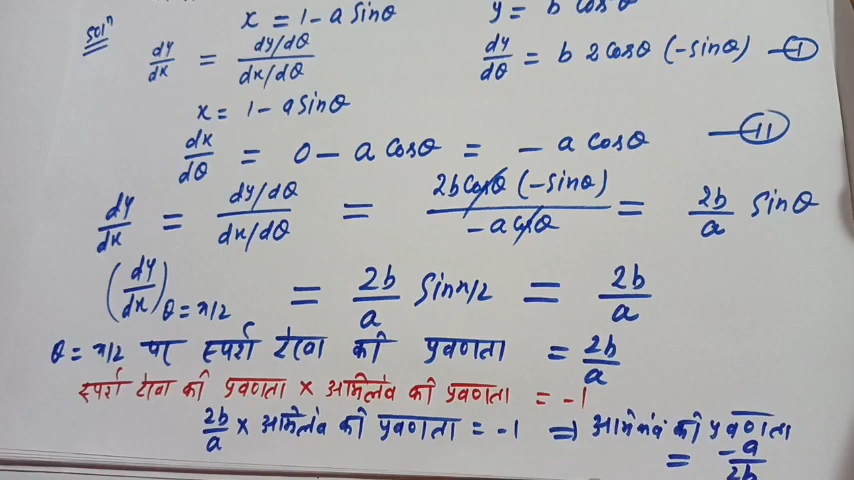 solⁿ x = 1 - a sinθ y = b cosθ
dy/dx = (dy/dθ)/(dx/dθ) dy/dθ = b 2cosθ (-sinθ) —Ⓘ
x = 1 - a sinθ
dx/dθ = 0 - a cosθ = - a cosθ —(II)
dy/dx = (dy/dθ)/(dx/dθ) = 2b cosθ (-sinθ)/(-a cosθ) = 2b/a sinθ
(dy/dx)θ = π/2 = 2b/a sin π/2 = 2b/a
θ = π/2 पर स्पर्श रेखा की प्रवणता = 2b/a
स्पर्श रेखा की प्रवणता × अभिलंब की प्रवणता = -1
2b/a × अभिलंब की प्रवणता = -1 ⇒ अभिलंब की प्रवणता
= -a/2b